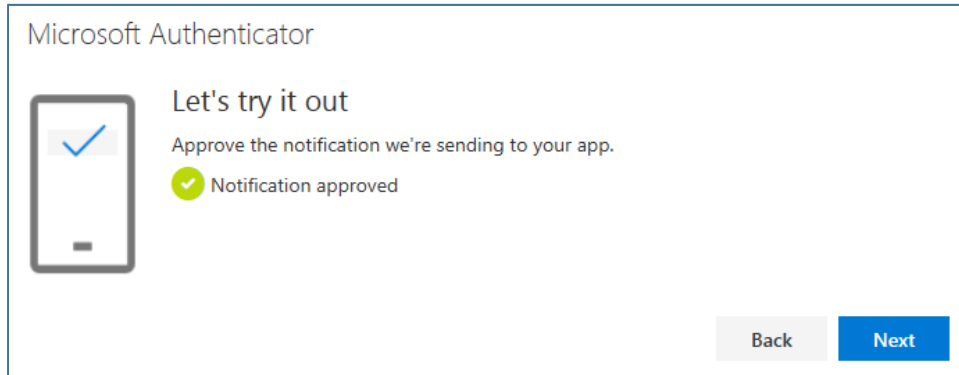 Microsoft Authenticator
Let's try it out
Approve the notification we're sending to your app.
Notification approved
Back
Next